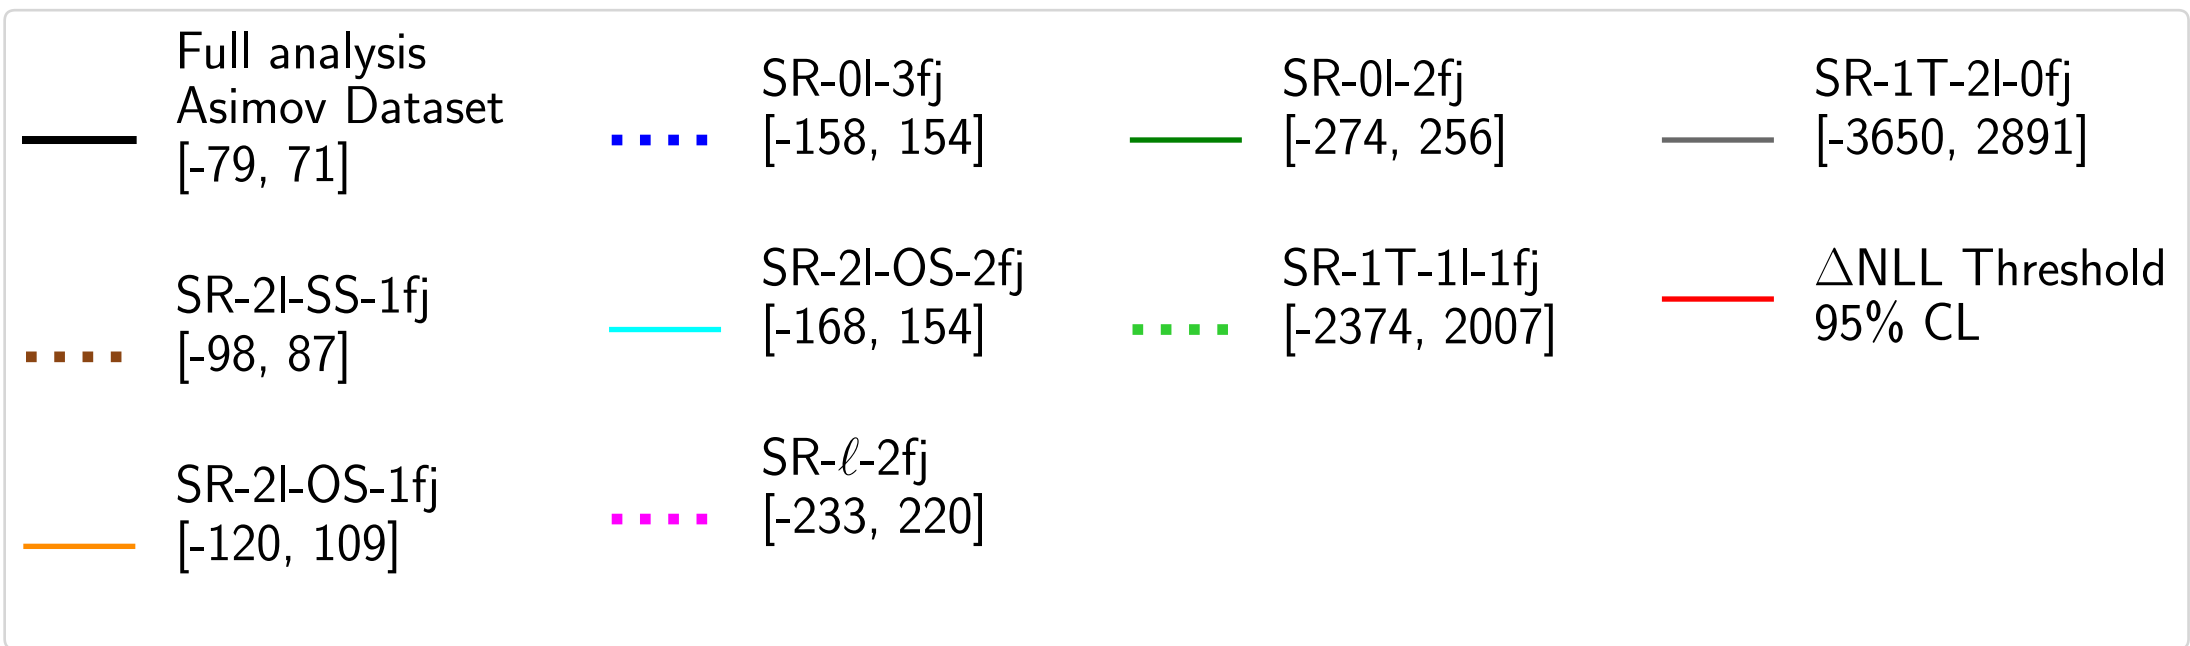 Full analysis
Asimov Dataset
[-79, 71]
SR-2l-SS-1fj
[-98, 87]
SR-2l-OS-1fj
[-120, 109]
SR-0l-3fj
[-158, 154]
SR-2l-OS-2fj
[-168, 154]
SR-ℓ-2fj
[-233, 220]
SR-0l-2fj
[-274, 256]
SR-1T-1l-1fj
[-2374, 2007]
SR-1T-2l-0fj
[-3650, 2891]
ΔNLL Threshold
95% CL